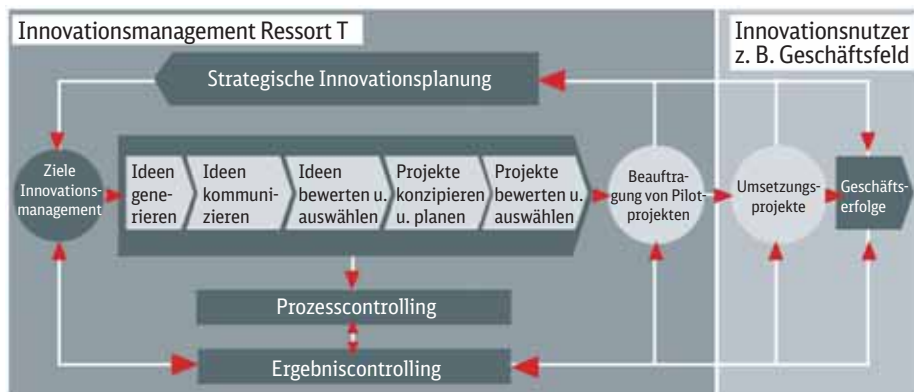 Innovationsmanagement Ressort T
Innovationsnutzer
z. B. Geschäftsfeld
Strategische Innovationsplanung
Ziele
Innovations-
management
Ideen
gene-
rieren
Ideen
kommuni-
zieren
Ideen
bewerten u.
auswählen
Projekte
konzipieren
u. planen
Projekte
bewerten u.
auswählen
Beauftra-
gung von Pilot-
projekten
Umsetzungs-
projekte
Geschäfts-
erfolge
Prozesscontrolling
Ergebniscontrolling